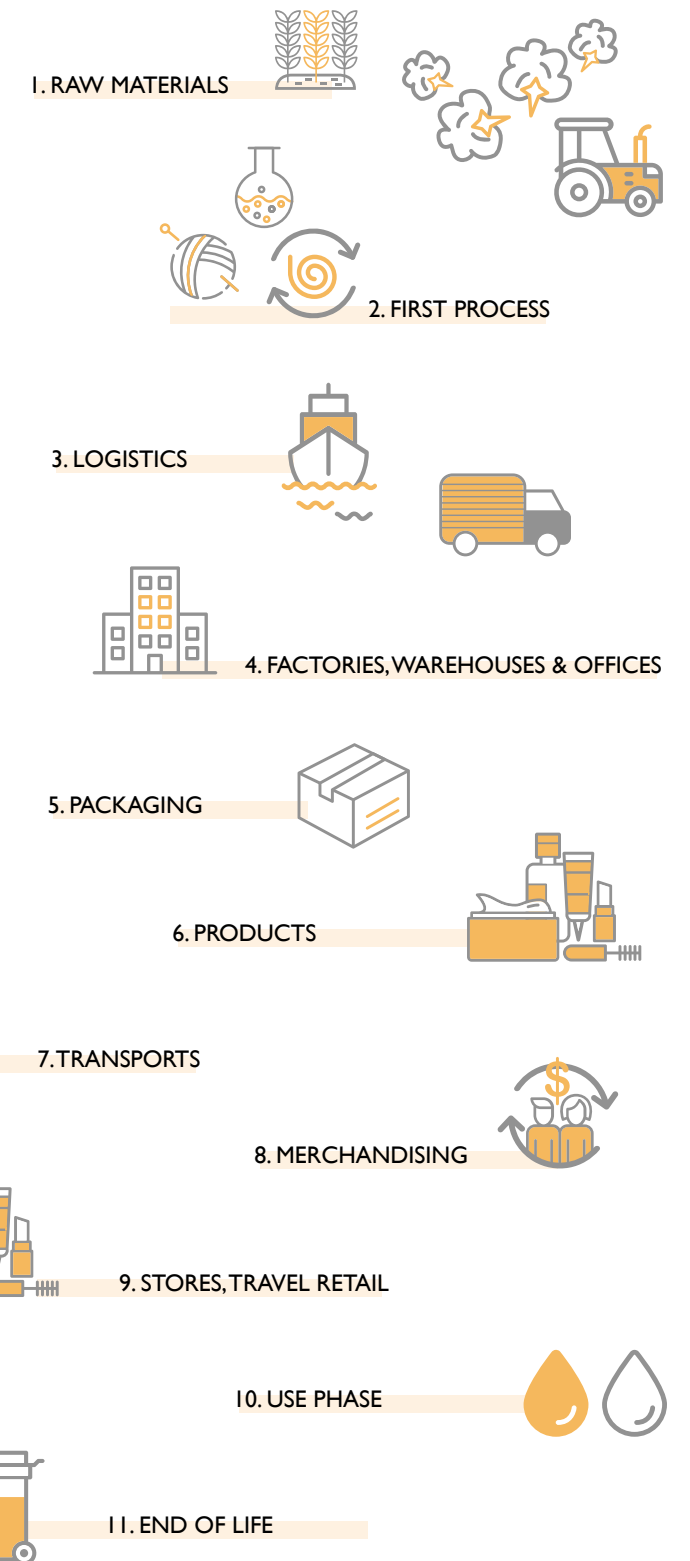 1. RAW MATERIALS
2. FIRST PROCESS
3. LOGISTICS
4. FACTORIES, WAREHOUSES & OFFICES
5. PACKAGING
6. PRODUCTS
7. TRANSPORTS
$
8. MERCHANDISING
9. STORES, TRAVEL RETAIL
10. USE PHASE
11. END OF LIFE